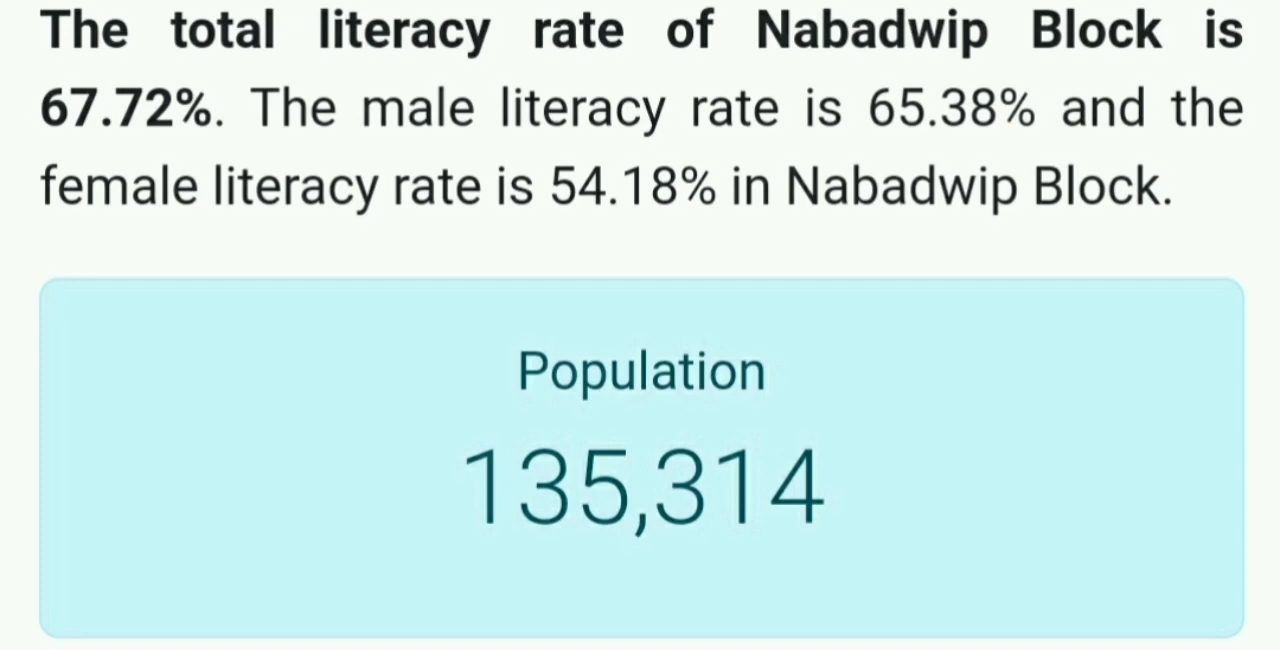 The total literacy rate of Nabadwip Block is
67.72%. The male literacy rate is 65.38% and the
female literacy rate is 54.18% in Nabadwip Block.
Population
135,314